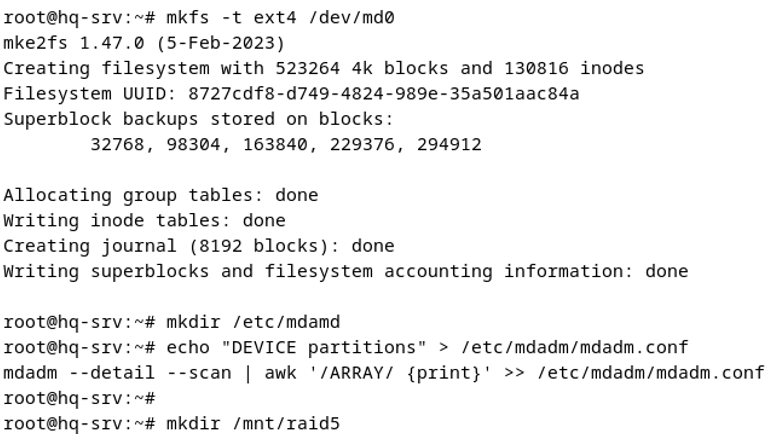 root@hq-srv:~# mkfs -t ext4 /dev/md0
mke2fs 1.47.0 (5-Feb-2023)
Creating filesystem with 523264 4k blocks and 130816 inodes
Filesystem UUID: 8727cdf8-d749-4824-989e-35a501aac84a
Superblock backups stored on blocks:
        32768, 98304, 163840, 229376, 294912

Allocating group tables: done
Writing inode tables: done
Creating journal (8192 blocks): done
Writing superblocks and filesystem accounting information: done

root@hq-srv:~# mkdir /etc/mdamd
root@hq-srv:~# echo "DEVICE partitions" > /etc/mdadm/mdadm.conf
mdadm --detail --scan | awk '/ARRAY/ {print}' >> /etc/mdadm/mdadm.conf
root@hq-srv:~#
root@hq-srv:~# mkdir /mnt/raid5